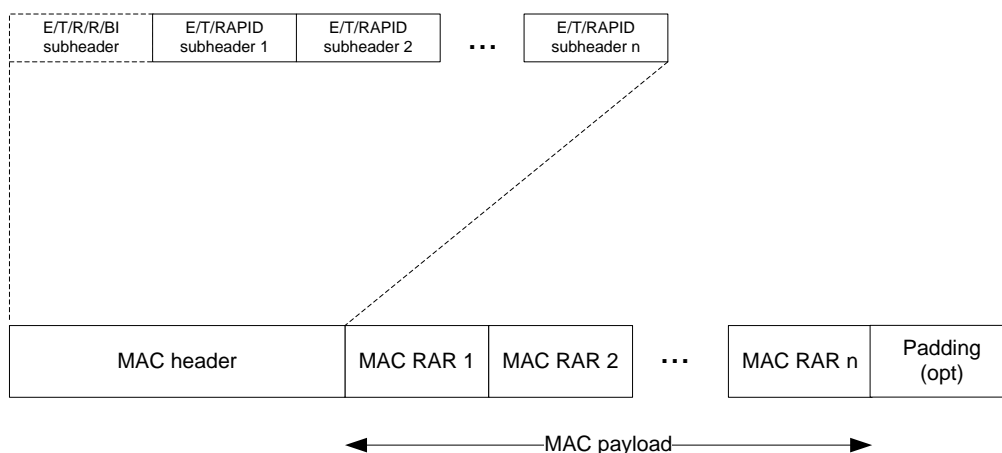 E/T/R/R/BI
subheader
E/T/RAPID
subheader 1
E/T/RAPID
subheader 2
...
E/T/RAPID
subheader n
MAC header
MAC RAR 1
MAC RAR 2
...
MAC RAR n
Padding
(opt)
MAC payload